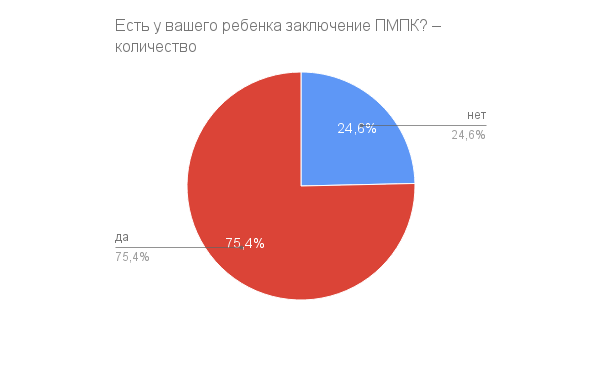 Есть у вашего ребенка заключение ПМПК? –
количество
нет
24,6%
24,6%
да
75,4%
75,4%